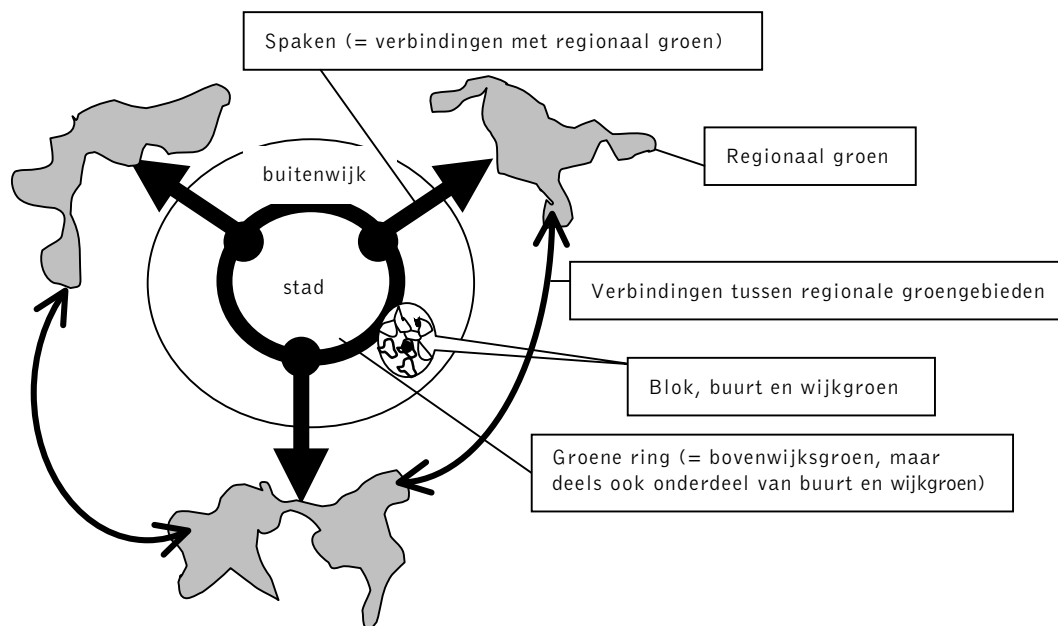 Spaken (= verbindingen met regionaal groen)
Regionaal groen
buitenwijk
stad
Verbindingen tussen regionale groengebieden
Blok, buurt en wijkgroen
Groene ring (= bovenwijksgroen, maar
deels ook onderdeel van buurt en wijkgroen)